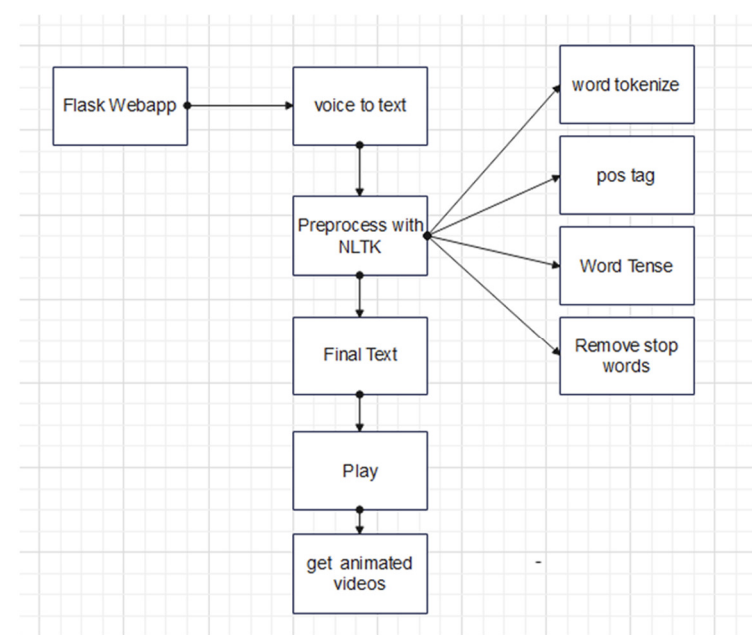 Flask Webapp
voice to text
word tokenize
pos tag
Preprocess with
NLTK
Word Tense
Remove stop
words
Final Text
Play
get animated
videos
-